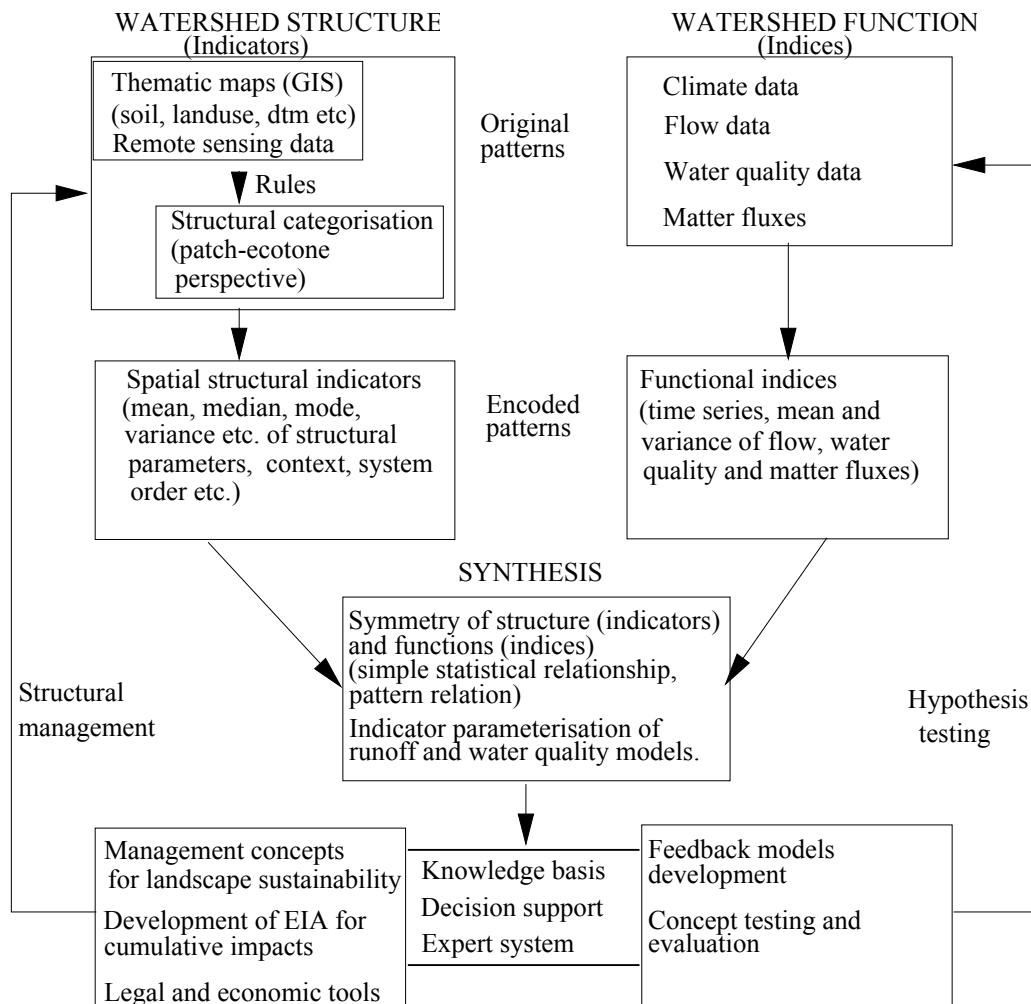 WATERSHED STRUCTURE
(Indicators)
WATERSHED FUNCTION
(Indices)
Thematic maps (GIS)
(soil, landuse, dtm etc)
Remote sensing data
Rules
Structural categorisation
(patch-ecotone
perspective)
Original
patterns
Climate data
Flow data
Water quality data
Matter fluxes
Spatial structural indicators
(mean, median, mode,
variance etc. of structural
parameters, context, system
order etc.)
Encoded
patterns
Functional indices
(time series, mean and
variance of flow, water
quality and matter fluxes)
SYNTHESIS
Symmetry of structure (indicators)
and functions (indices)
(simple statistical relationship,
pattern relation)
Indicator parameterisation of
runoff and water quality models.
Structural
management
Hypothesis
testing
Management concepts
for landscape sustainability
Development of EIA for
cumulative impacts
Legal and economic tools
Knowledge basis
Decision support
Expert system
Feedback models
development
Concept testing and
evaluation